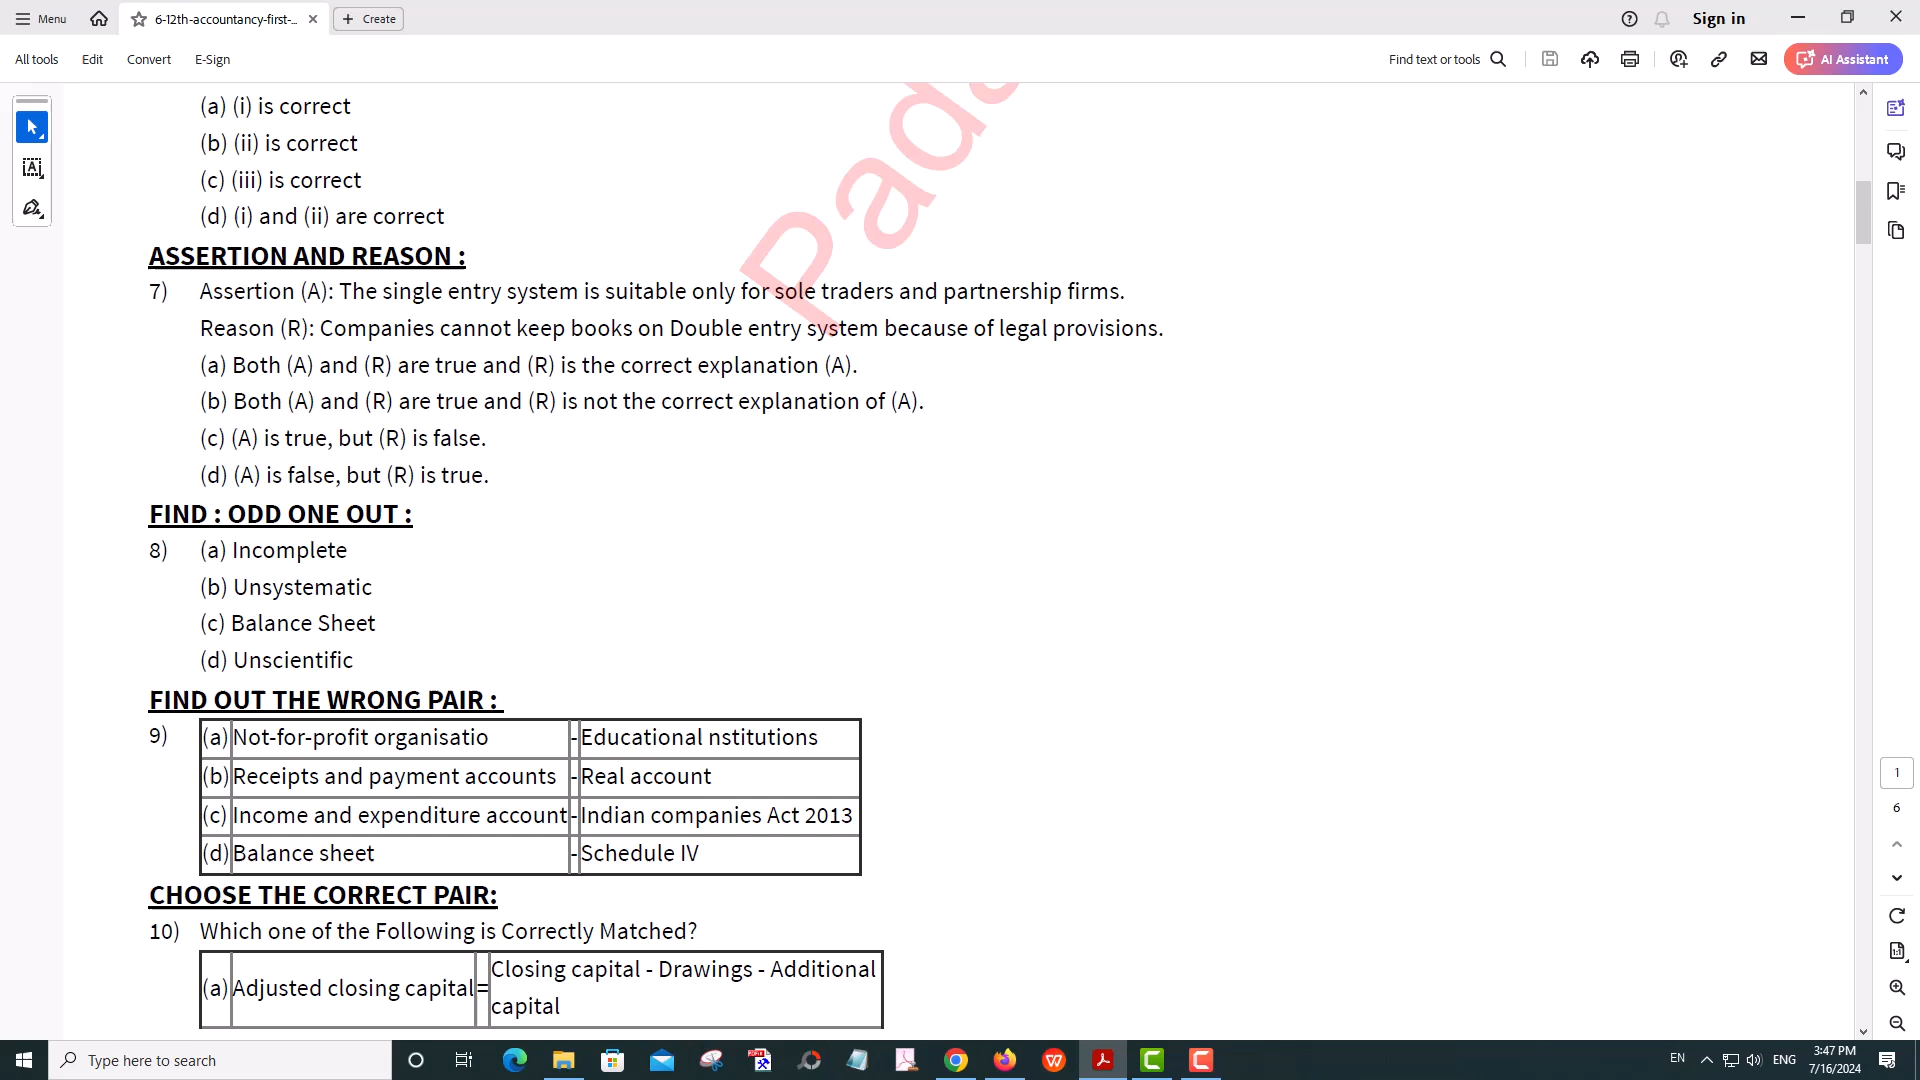 Menu
6-12th-accountancy-first-...
Create
Sign in
All tools
Edit
Convert
E-Sign
Find text or tools
AI Assistant
(a) (i) is correct
(b) (ii) is correct
(c) (iii) is correct
(d) (i) and (ii) are correct
ASSERTION AND REASON :
7) Assertion (A): The single entry system is suitable only for sole traders and partnership firms.
Reason (R): Companies cannot keep books on Double entry system because of legal provisions.
(a) Both (A) and (R) are true and (R) is the correct explanation (A).
(b) Both (A) and (R) are true and (R) is not the correct explanation of (A).
(c) (A) is true, but (R) is false.
(d) (A) is false, but (R) is true.
FIND : ODD ONE OUT :
8) (a) Incomplete
(b) Unsystematic
(c) Balance Sheet
(d) Unscientific
FIND OUT THE WRONG PAIR :
9) (a) Not-for-profit organisatio - Educational nstitutions
(b) Receipts and payment accounts - Real account
(c) Income and expenditure account - Indian companies Act 2013
(d) Balance sheet - Schedule IV
CHOOSE THE CORRECT PAIR:
10) Which one of the Following is Correctly Matched?
(a) Adjusted closing capital = Closing capital - Drawings - Additional
capital
Pada
1
6
Type here to search
EN
ENG
3:47 PM
7/16/2024